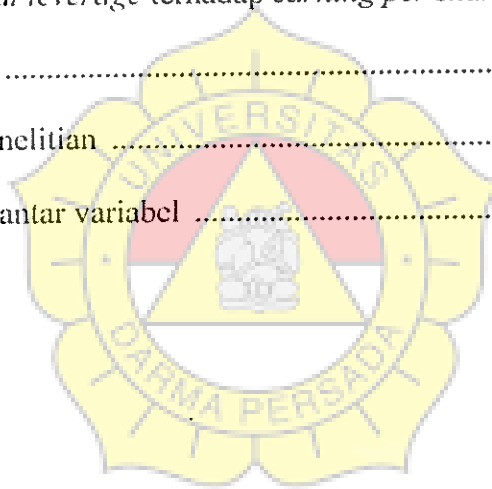 leverage terhadap earning per
....................................................
nelitian ....................................................
antar variabel ........................................
UNIVERSITAS
DARMA PERSADA